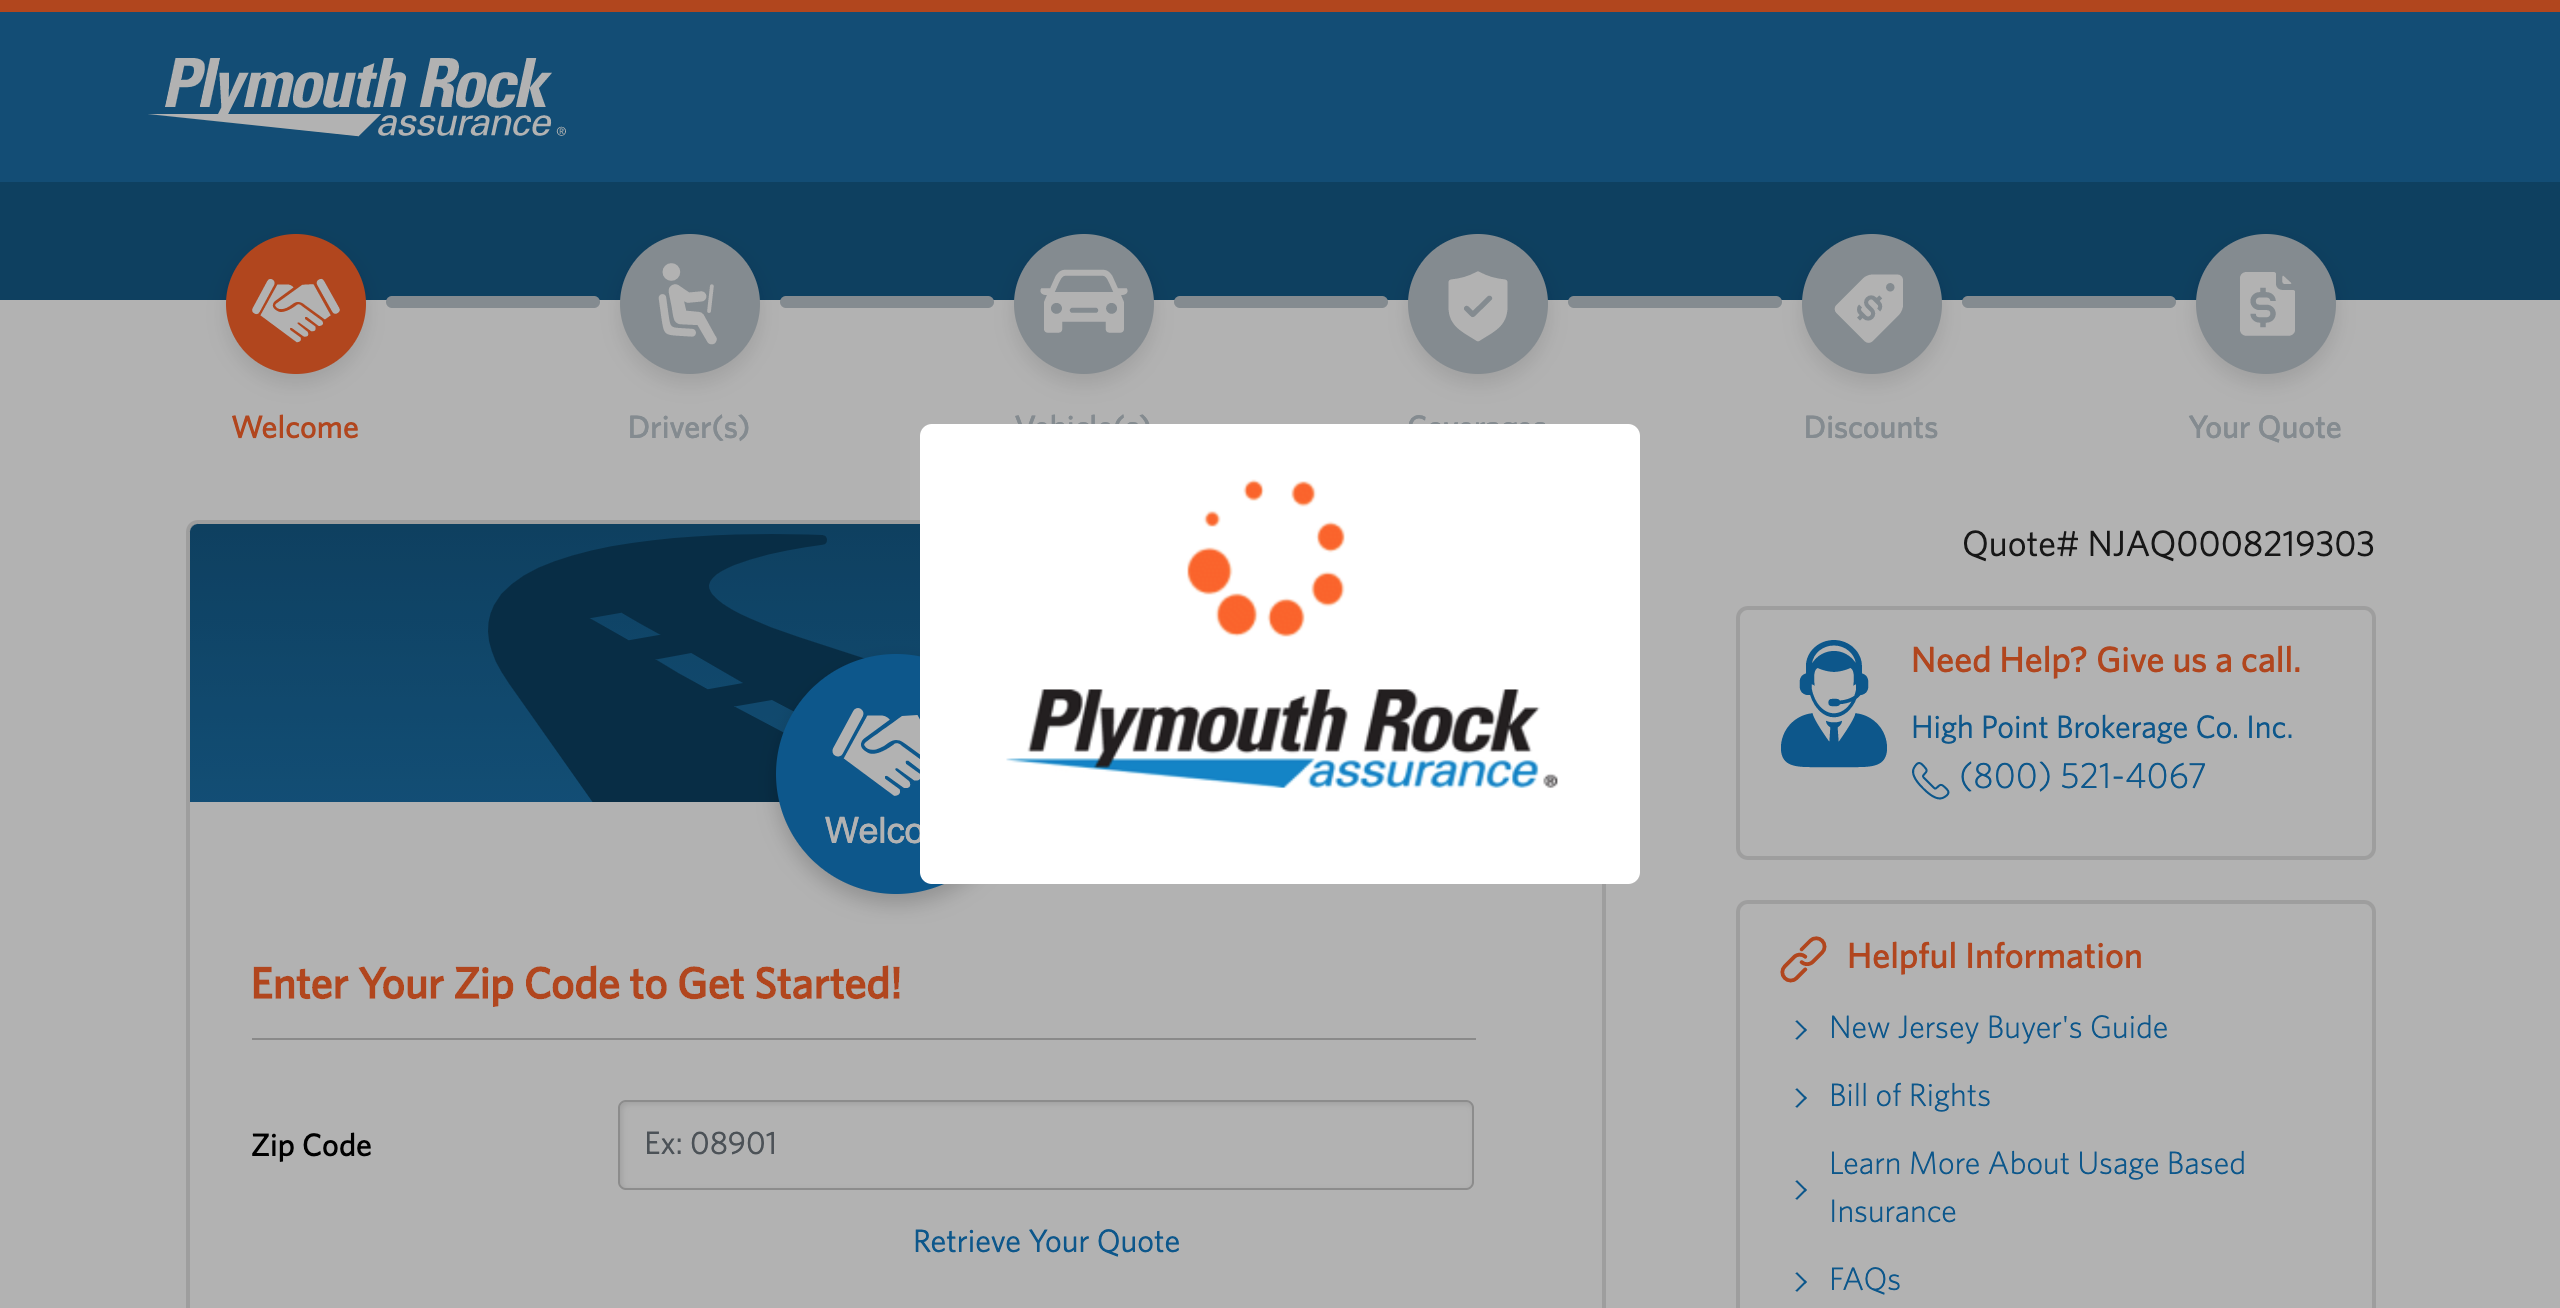 Plymouth Rock
assurance®
Welcome
Driver(s)
Vehicle(s)
Coverages
Discounts
Your Quote
Quote# NJAQ0008219303
Need Help? Give us a call.
High Point Brokerage Co. Inc.
(800) 521-4067
Plymouth Rock
assurance®
Welco
Enter Your Zip Code to Get Started!
Zip Code
Ex: 08901
Retrieve Your Quote
Helpful Information
New Jersey Buyer's Guide
Bill of Rights
Learn More About Usage Based
Insurance
FAQs